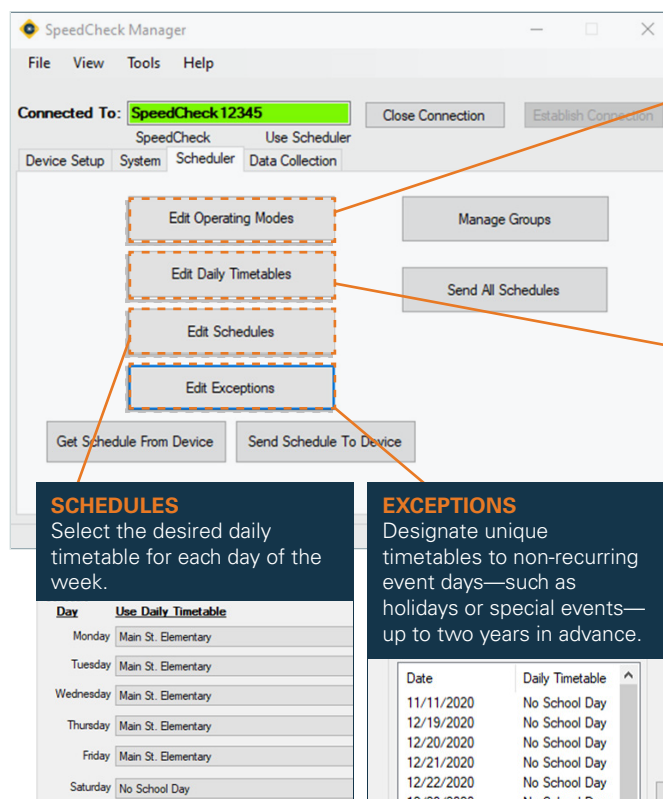 SpeedCheck Manager
File View Tools Help
Connected To: SpeedCheck12345 Close Connection Establish Connection
SpeedCheck Use Scheduler
Device Setup System Scheduler Data Collection
Edit Operating Modes Manage Groups
Edit Daily Timetables Send All Schedules
Edit Schedules
Edit Exceptions
Get Schedule From Device Send Schedule To Device
SCHEDULES
Select the desired daily
timetable for each day of the
week.
Day Use Daily Timetable
Monday Main St. Elementary
Tuesday Main St. Elementary
Wednesday Main St. Elementary
Thursday Main St. Elementary
Friday Main St. Elementary
Saturday No School Day
EXCEPTIONS
Designate unique
timetables to non-recurring
event days—such as
holidays or special events—
up to two years in advance.
Date Daily Timetable
11/11/2020 No School Day
12/19/2020 No School Day
12/20/2020 No School Day
12/21/2020 No School Day
12/22/2020 No School Day